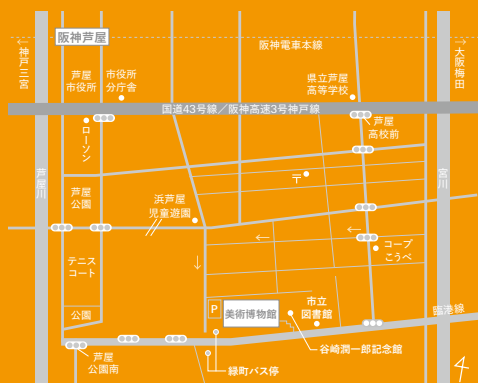 阪神芦屋
阪神電車本線
←
神戸三宮
→
大阪梅田
芦屋
市役所
市役所
分庁舎
県立芦屋
高等学校
国道43号線／阪神高速3号神戸線
ローソン
芦屋
高校前
芦屋川
宮川
〒
芦屋
公園
浜芦屋
児童遊園
テニス
コート
コープ
こうべ
公園
P
美術博物館
市立
図書館
臨港線
谷崎潤一郎記念館
芦屋
公園南
緑町バス停
4